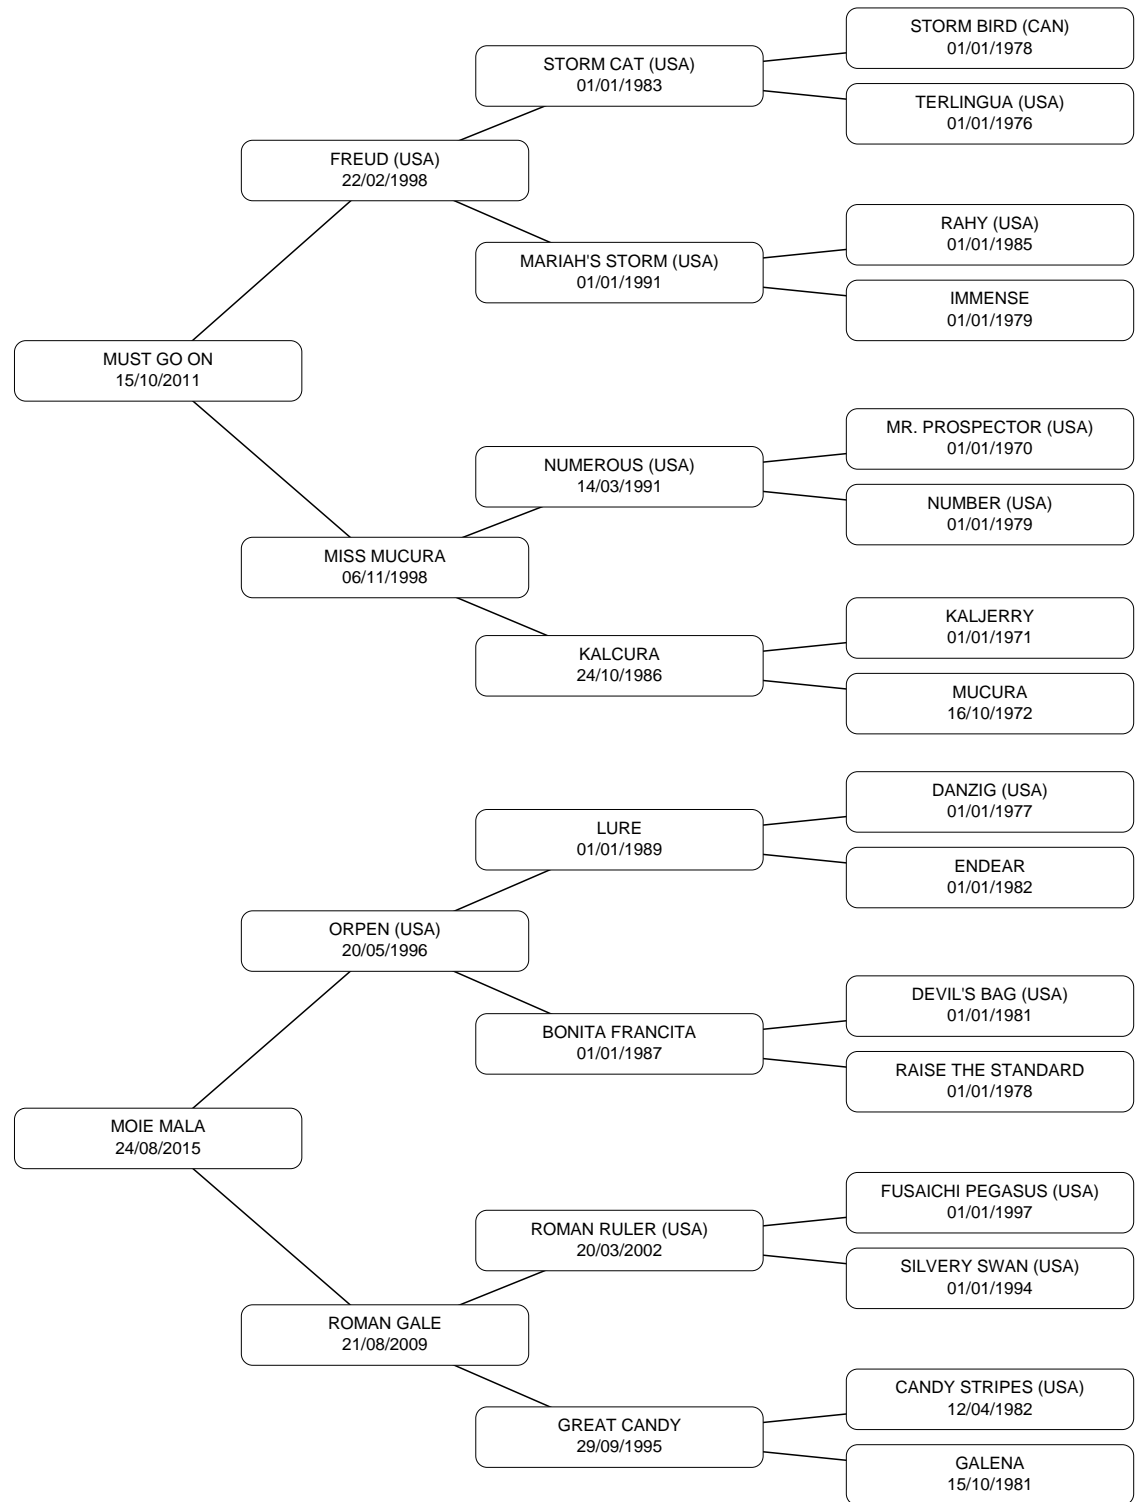 STORM BIRD (CAN)
01/01/1978
STORM CAT (USA)
01/01/1983
TERLINGUA (USA)
01/01/1976
FREUD (USA)
22/02/1998
RAHY (USA)
01/01/1985
MARIAH'S STORM (USA)
01/01/1991
IMMENSE
01/01/1979
MUST GO ON
15/10/2011
MR. PROSPECTOR (USA)
01/01/1970
NUMEROUS (USA)
14/03/1991
NUMBER (USA)
01/01/1979
MISS MUCURA
06/11/1998
KALJERRY
01/01/1971
KALCURA
24/10/1986
MUCURA
16/10/1972
DANZIG (USA)
01/01/1977
LURE
01/01/1989
ENDEAR
01/01/1982
ORPEN (USA)
20/05/1996
DEVIL'S BAG (USA)
01/01/1981
BONITA FRANCITA
01/01/1987
RAISE THE STANDARD
01/01/1978
MOIE MALA
24/08/2015
FUSAICHI PEGASUS (USA)
01/01/1997
ROMAN RULER (USA)
20/03/2002
SILVERY SWAN (USA)
01/01/1994
ROMAN GALE
21/08/2009
CANDY STRIPES (USA)
12/04/1982
GREAT CANDY
29/09/1995
GALENA
15/10/1981